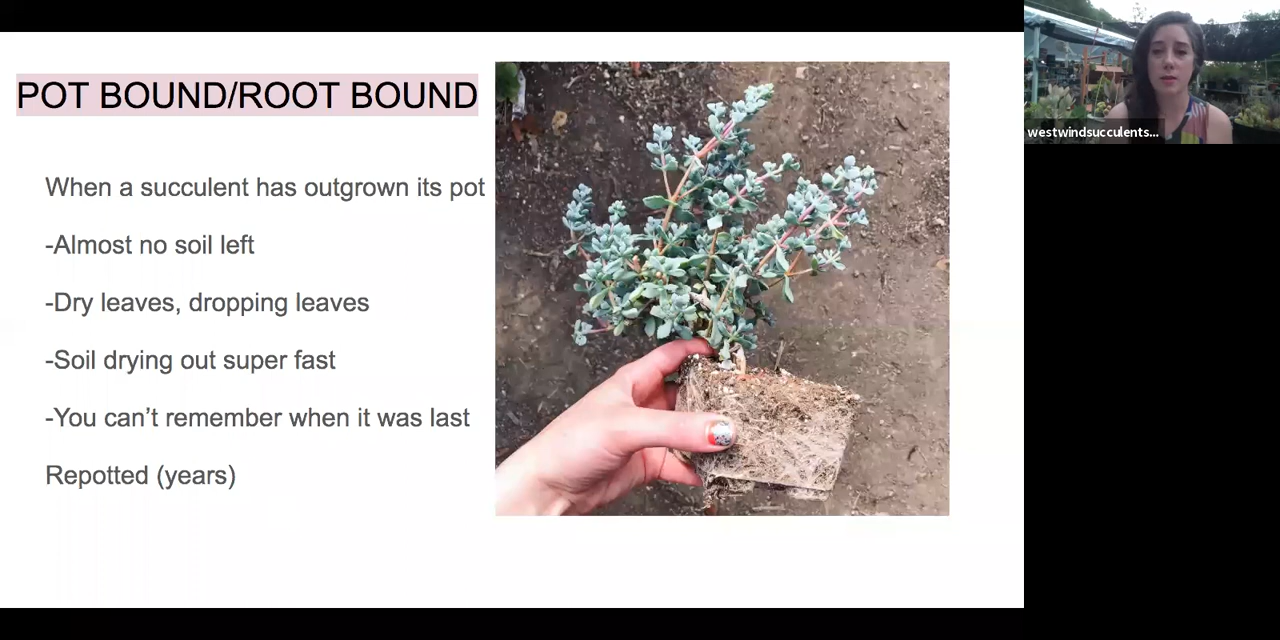 POT BOUND/ROOT BOUND
When a succulent has outgrown its pot
-Almost no soil left
-Dry leaves, dropping leaves
-Soil drying out super fast
-You can’t remember when it was last
Repotted (years)
westwindsucculents...